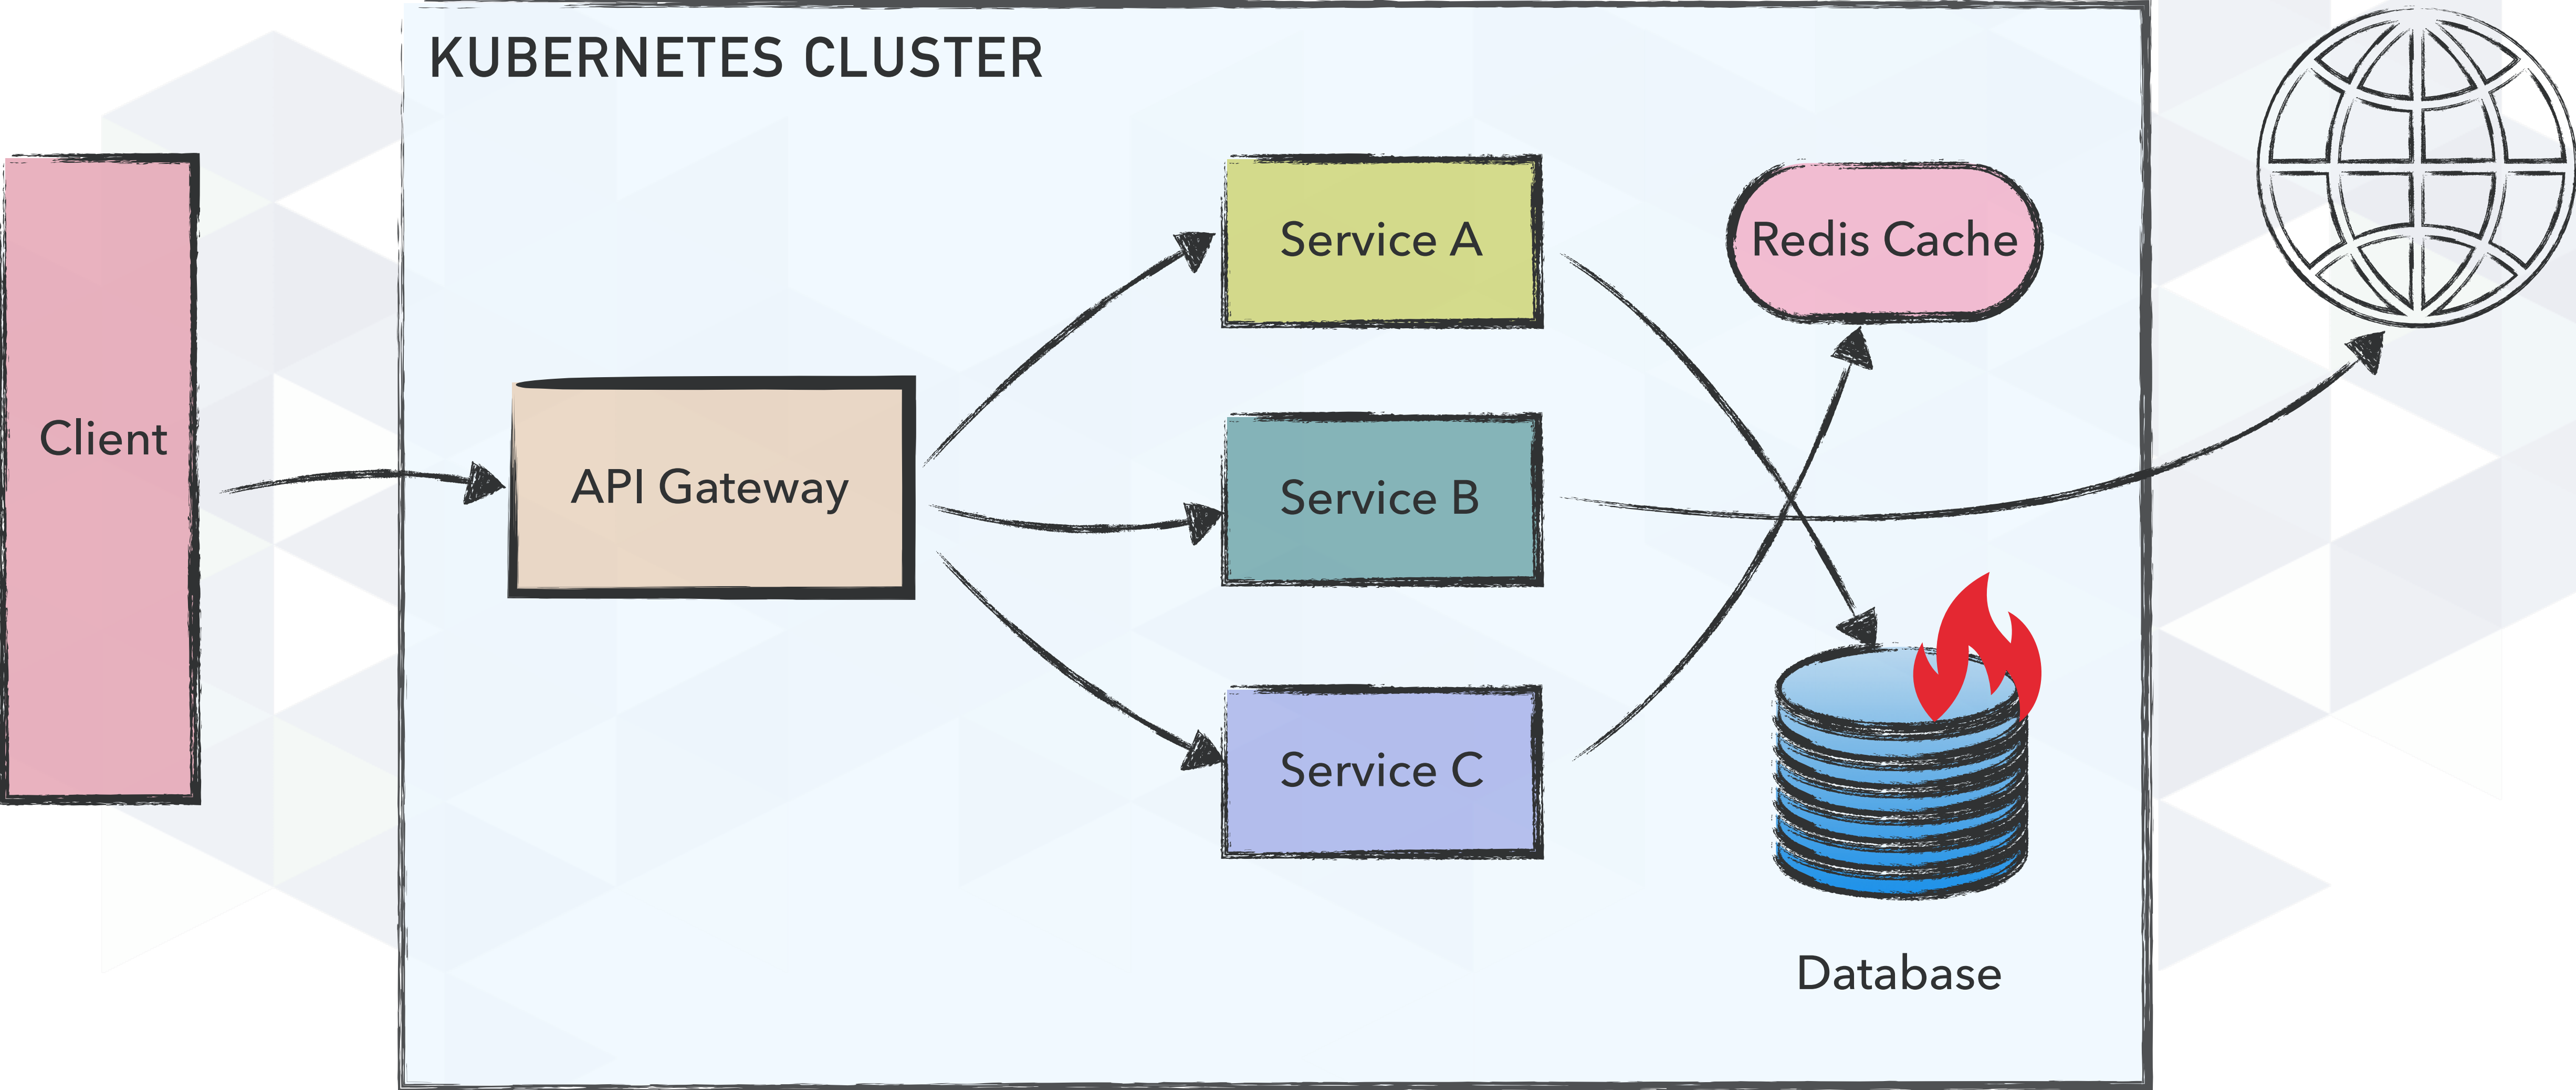 KUBERNETES CLUSTER
Client
API Gateway
Service A
Service B
Service C
Redis Cache
Database